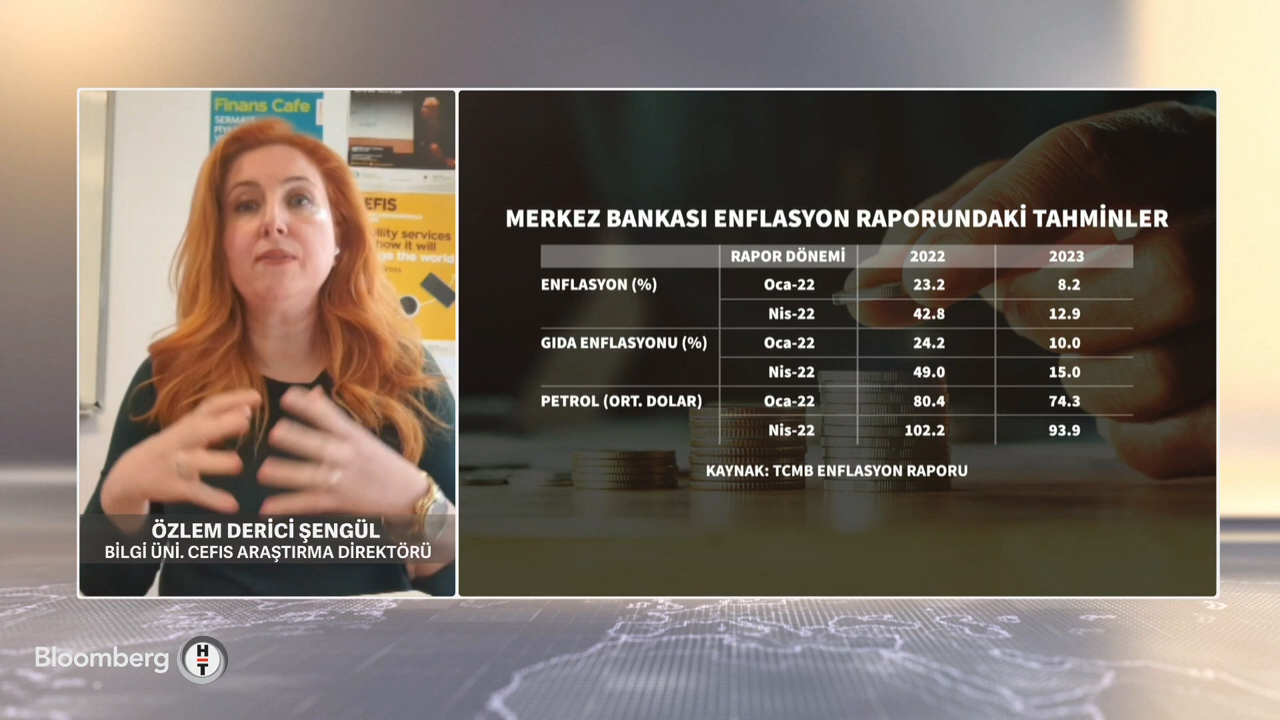 Finans Cafe
SERMAYE
EFIS
ility services
how it will
ge the world
ÖZLEM DERİCİ ŞENGÜL
BİLGİ ÜNİ. CEFIS ARAŞTIRMA DİREKTÖRÜ
MERKEZ BANKASI ENFLASYON RAPORUNDAKİ TAHMİNLER
RAPOR DÖNEMİ 2022 2023
ENFLASYON (%) Oca-22 23.2 8.2
Nis-22 42.8 12.9
GIDA ENFLASYONU (%) Oca-22 24.2 10.0
Nis-22 49.0 15.0
PETROL (ORT. DOLAR) Oca-22 80.4 74.3
Nis-22 102.2 93.9
KAYNAK: TCMB ENFLASYON RAPORU
Bloomberg HT